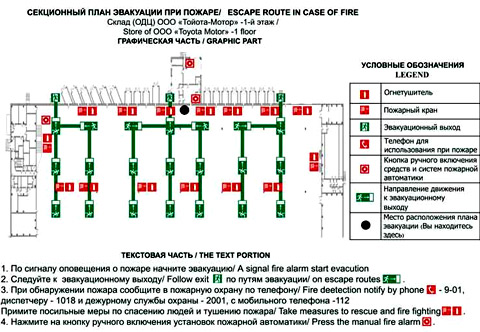 СЕКЦИОННЫЙ ПЛАН ЭВАКУАЦИИ ПРИ ПОЖАРЕ/ ESCAPE ROUTE IN CASE OF FIRE
Склад (ОДЦ) ООО «Тойота-Мотор» -1-й этаж /
Store of OOO «Toyota Motor» -1 floor
ГРАФИЧЕСКАЯ ЧАСТЬ / GRAPHIC PART
УСЛОВНЫЕ ОБОЗНАЧЕНИЯ
LEGEND
Огнетушитель
Пожарный кран
Эвакуационный выход
Телефон для использования при пожаре
Кнопка ручного включения средств и систем пожарной автоматики
Направление движения к эвакуационному выходу
Место расположения плана эвакуации (Вы находитесь здесь)
ТЕКСТОВАЯ ЧАСТЬ / THE TEXT PORTION
1. По сигналу оповещения о пожаре начните эвакуацию/ A signal fire alarm start evacution
2. Следуйте к эвакуационному выходу/ Follow exit по путям эвакуации/ on escape routes .
3. При обнаружении пожара сообщите в пожарную охрану по телефону/ Fire deetection notify by phone - 9-01,
диспетчеру - 1018 и дежурному службы охраны - 2001, с мобильного телефона -112
Примите посильные меры по спасению людей и тушению пожара/ Take measures to rescue and fire fighting .
4. Нажмите на кнопку ручного включения установок пожарной автоматики/ Press the manual fire alarm .